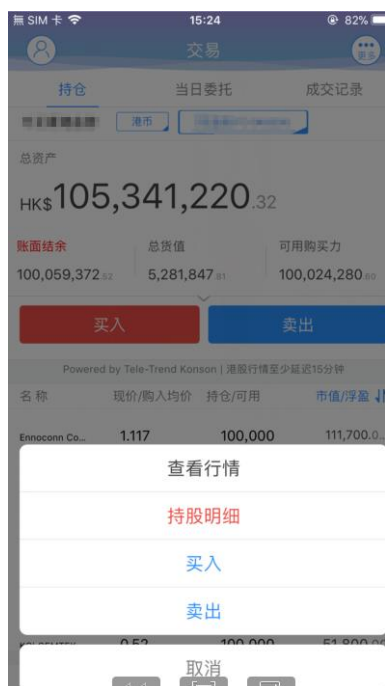 無 SIM 卡 15:24 82%
交易
更多
持仓 当日委托 成交记录
港币
总资产
HK$105,341,220.32
账面结余 总货值 可用购买力
100,059,372.52 5,281,847.81 100,024,280.60
买入 卖出
Powered by Tele-Trend Konson | 港股行情至少延迟15分钟
名 称 现价/购入均价 持仓/可用 市值/浮盈
Ennoconn Co... 1.117 100,000 111,700.0...
查看行情
持股明细
买入
卖出
0.52 100,000 51,800.00
取消